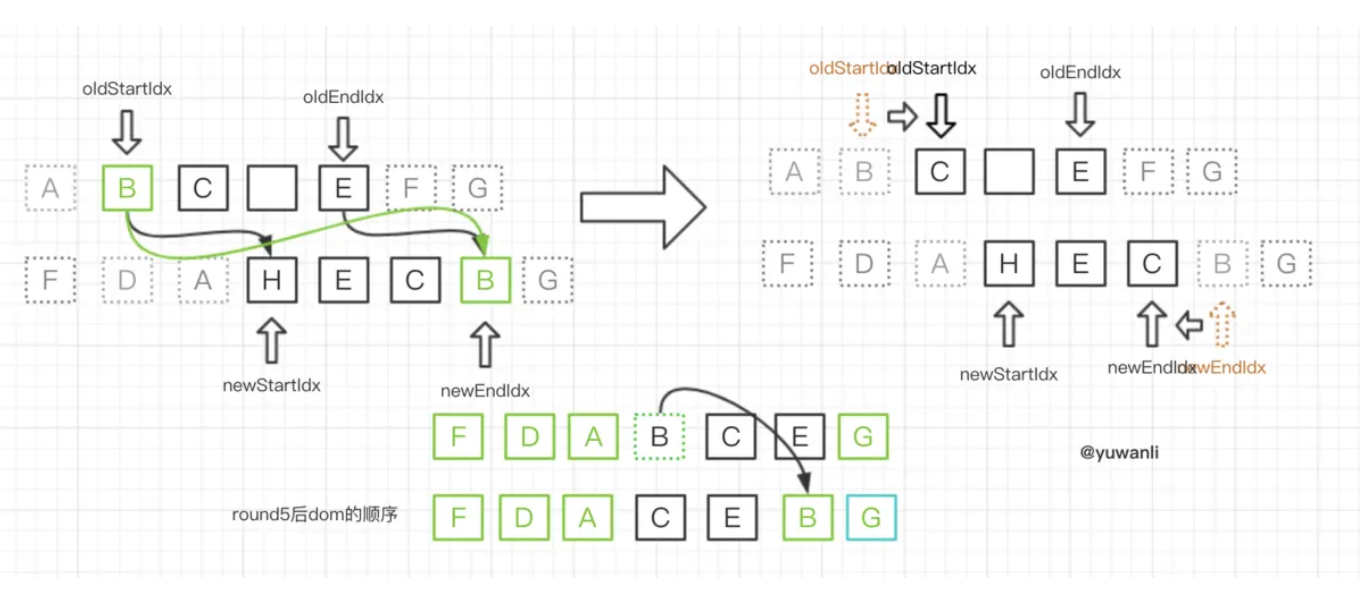 oldStartIdx
oldEndIdx
A B C E F G
F D A H E C B G
newStartIdx
newEndIdx
oldStartIdx oldStartIdx
oldEndIdx
A B C E F G
F D A H E C B G
newStartIdx
newEndIdx newEndIdx
F D A B C E G
@yuwanli
round5后dom的顺序
F D A C E B G